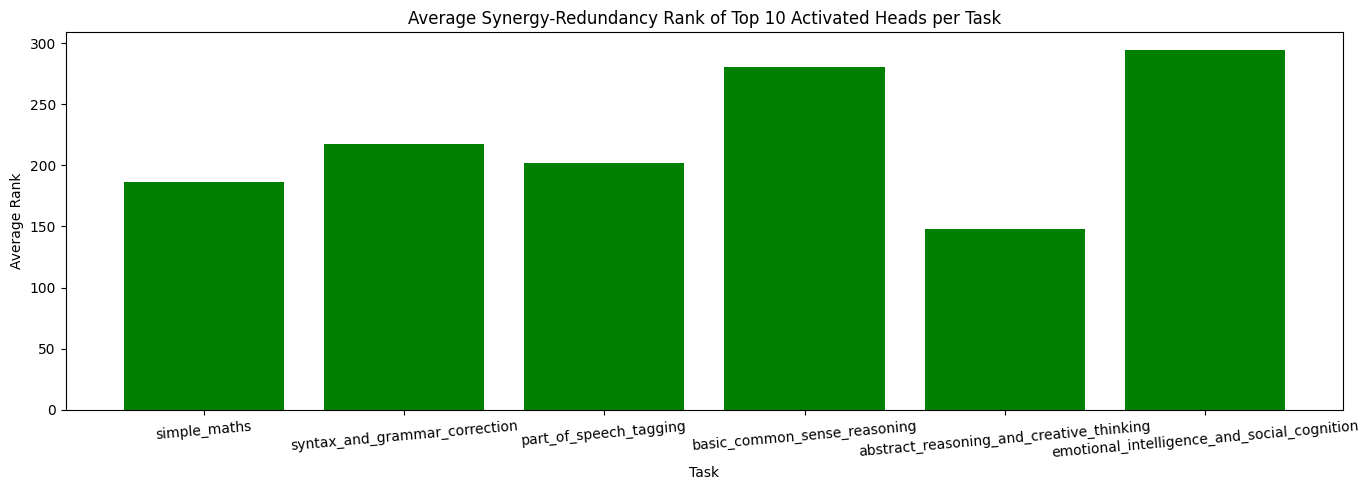 Average Synergy-Redundancy Rank of Top 10 Activated Heads per Task
Average Rank
300
250
200
150
100
50
0
simple_maths
syntax_and_grammar_correction
part_of_speech_tagging
basic_common_sense_reasoning
abstract_reasoning_and_creative_thinking
emotional_intelligence_and_social_cognition
Task